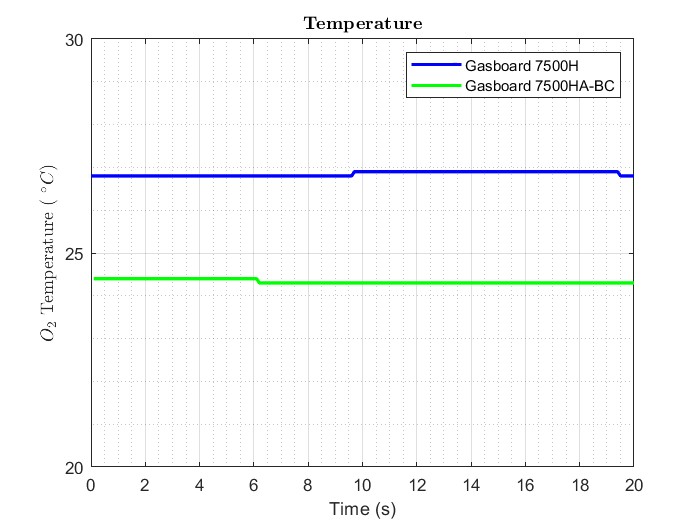 Temperature
30
Gasboard 7500H
Gasboard 7500HA-BC
O₂ Temperature ( °C)
25
20
0 2 4 6 8 10 12 14 16 18 20
Time (s)